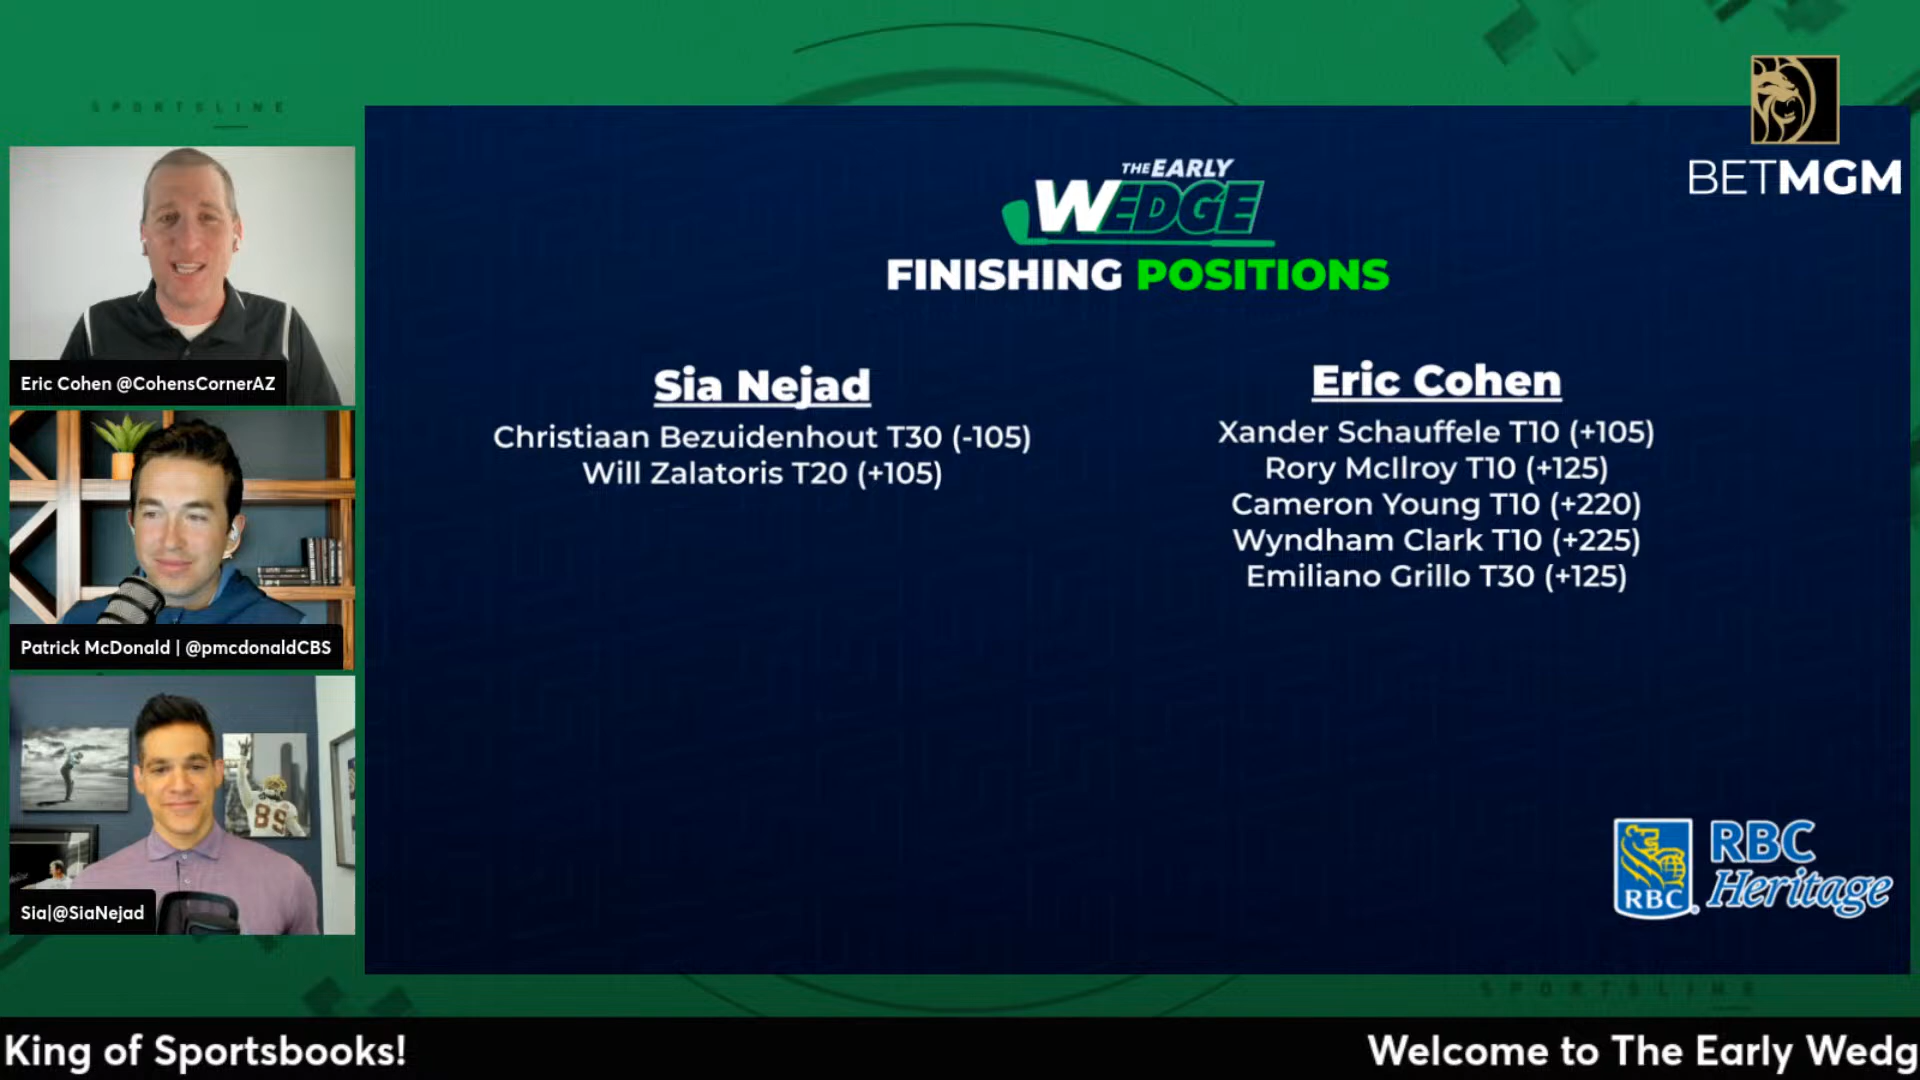 SPORTSLINE
BETMGM
THE EARLY
WEDGE
FINISHING POSITIONS
Eric Cohen @CohensCornerAZ
Patrick McDonald | @pmcdonaldCBS
89
Sia|@SiaNejad
Sia Nejad
Christiaan Bezuidenhout T30 (-105)
Will Zalatoris T20 (+105)
Eric Cohen
Xander Schauffele T10 (+105)
Rory McIlroy T10 (+125)
Cameron Young T10 (+220)
Wyndham Clark T10 (+225)
Emiliano Grillo T30 (+125)
RBC
RBC
Heritage
SPORTSLINE
King of Sportsbooks!
Welcome to The Early Wedg